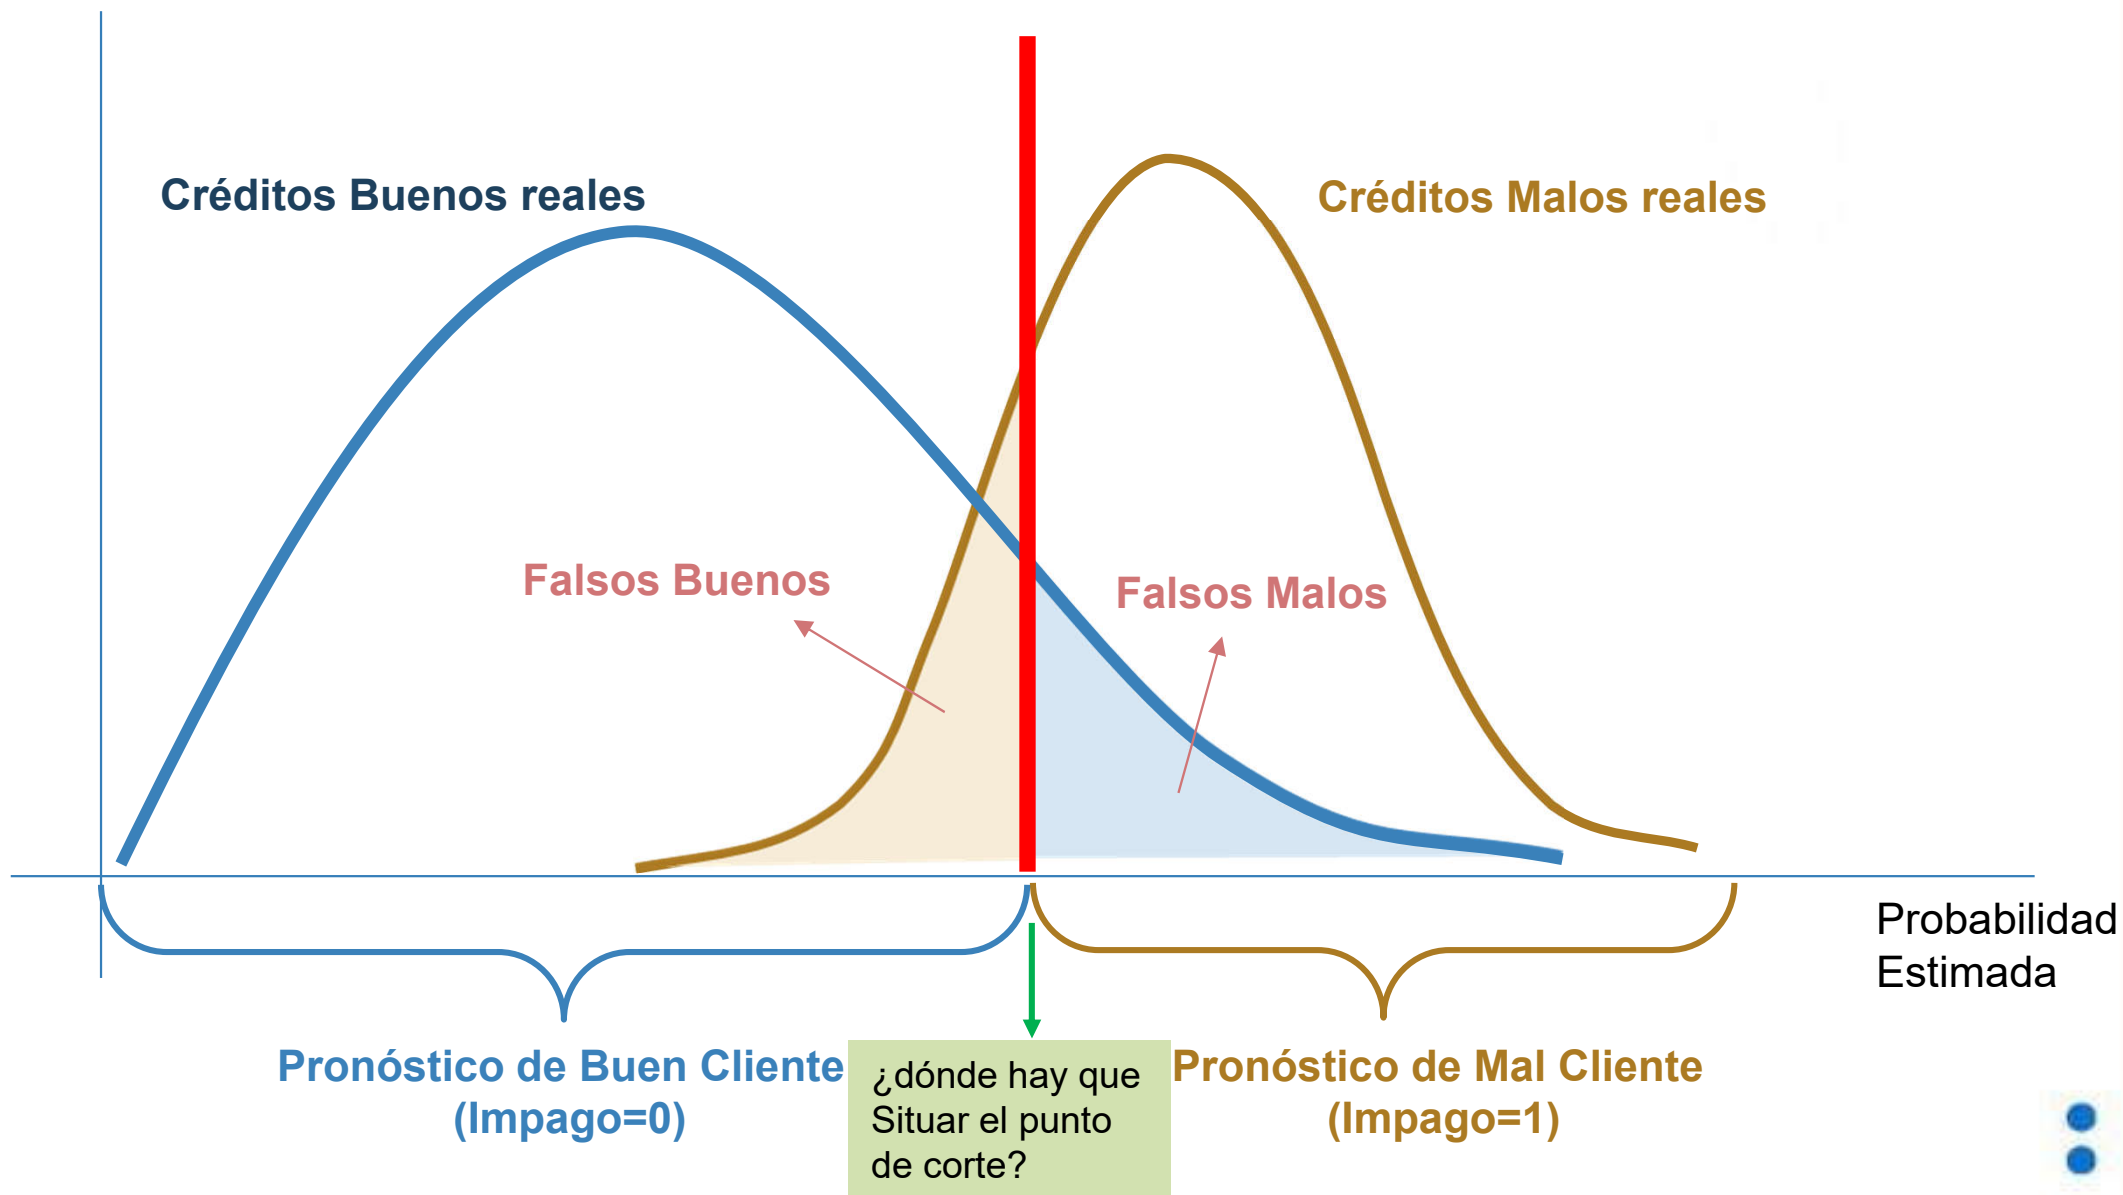 Créditos Buenos reales
Créditos Malos reales
Falsos Buenos
Falsos Malos
Probabilidad
Estimada
Pronóstico de Buen Cliente
(Impago=0)
¿dónde hay que
Situar el punto
de corte?
Pronóstico de Mal Cliente
(Impago=1)